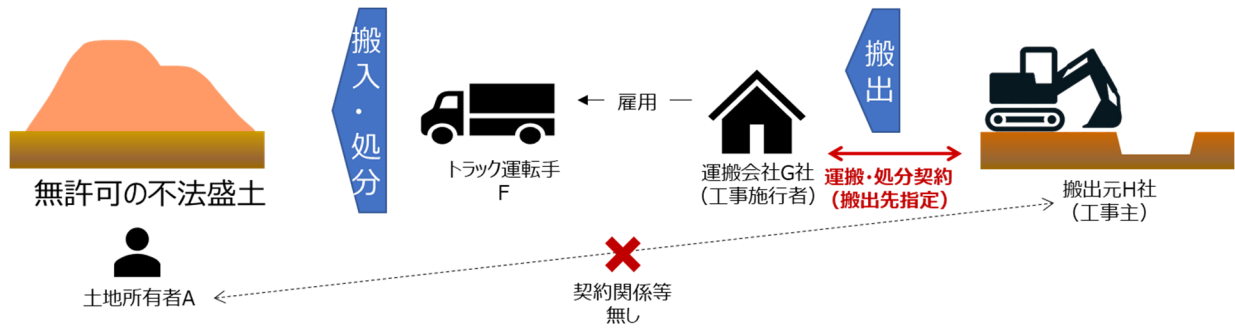 無許可の不法盛土
土地所有者A
搬入・処分
トラック運転手
F
雇用
運搬会社G社
（工事施行者）
搬出
運搬・処分契約
（搬出先指定）
搬出元H社
（工事主）
契約関係等
無し